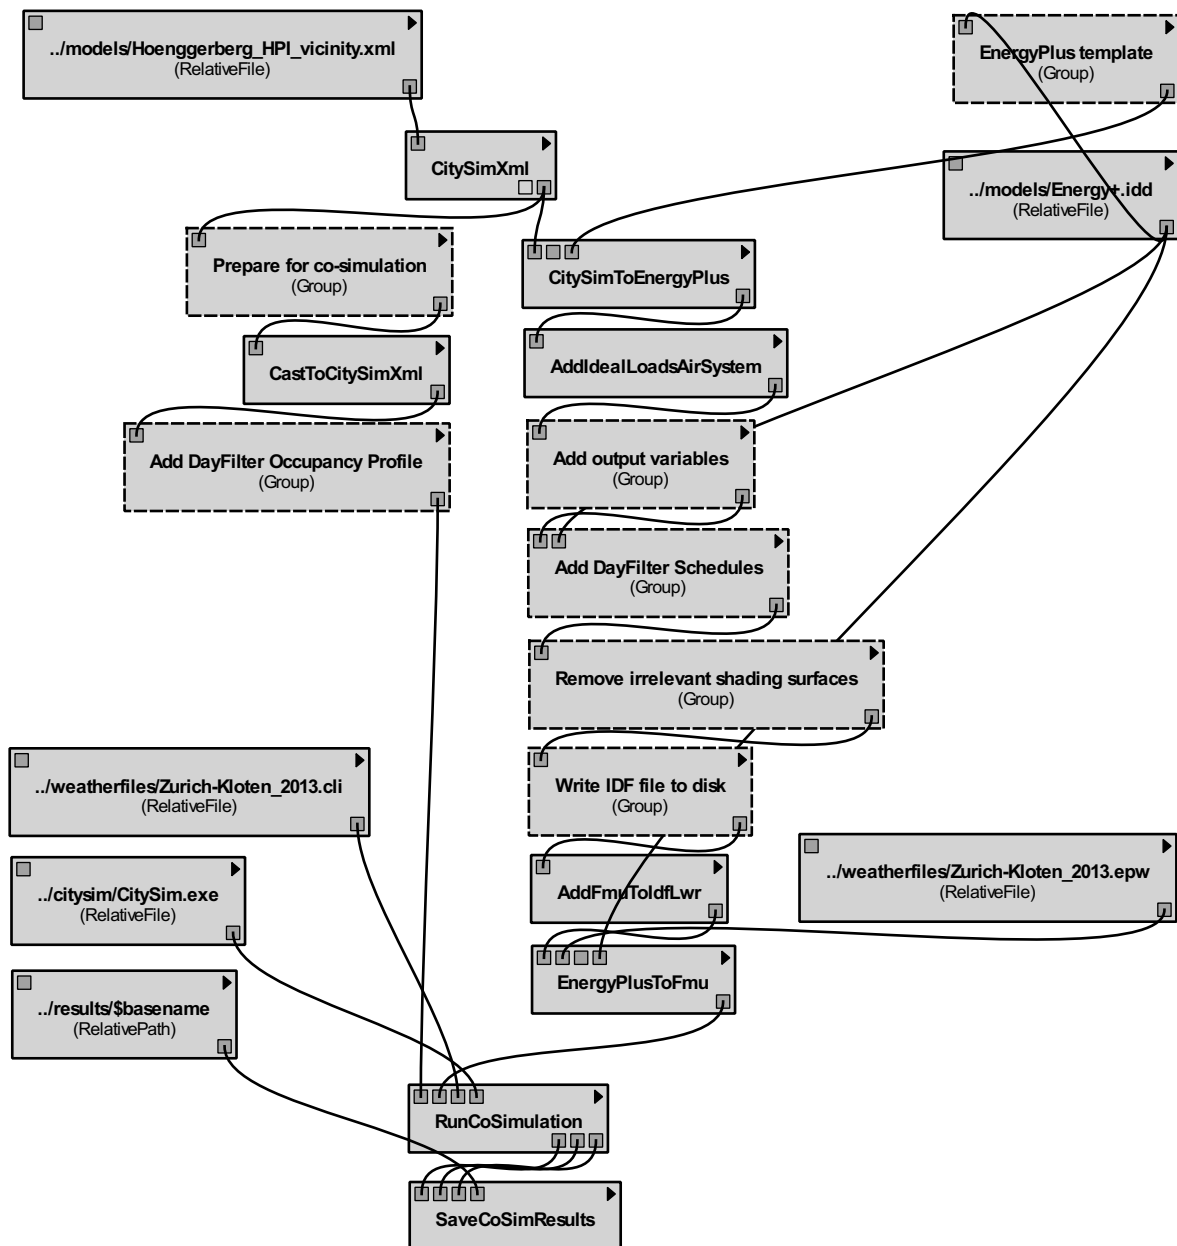 ../models/Hoenggerberg_HPI_vicinity.xml
(RelativeFile)
EnergyPlus template
(Group)
CitySimXml
../models/Energy+.idd
(RelativeFile)
Prepare for co-simulation
(Group)
CitySimToEnergyPlus
CastToCitySimXml
AddIdealLoadsAirSystem
Add DayFilter Occupancy Profile
(Group)
Add output variables
(Group)
Add DayFilter Schedules
(Group)
Remove irrelevant shading surfaces
(Group)
../weatherfiles/Zurich-Kloten_2013.cli
(RelativeFile)
Write IDF file to disk
(Group)
../citysim/CitySim.exe
(RelativeFile)
AddFmuToIdfLwr
../weatherfiles/Zurich-Kloten_2013.epw
(RelativeFile)
../results/$basename
(RelativePath)
EnergyPlusToFmu
RunCoSimulation
SaveCoSimResults